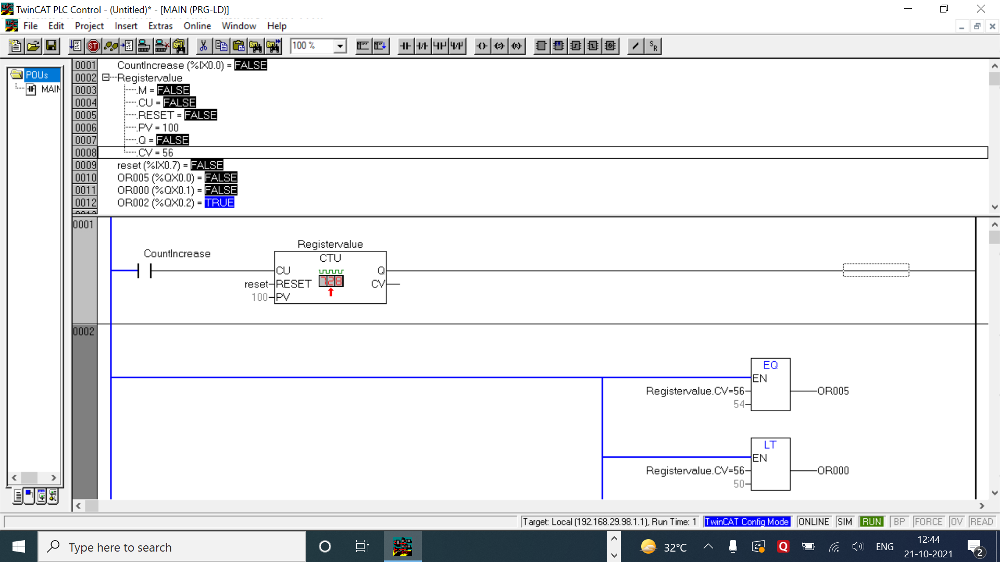 TwinCAT PLC Control - (Untitled)* - [MAIN (PRG-LD)]
File Edit Project Insert Extras Online Window Help
100 %
POUs
MAIN
0001 CountIncrease (%IX0.0) = FALSE
0002 Registervalue
0003 .M = FALSE
0004 .CU = FALSE
0005 .RESET = FALSE
0006 .PV = 100
0007 .Q = FALSE
0008 .CV = 56
0009 reset (%IX0.7) = FALSE
0010 OR005 (%QX0.0) = FALSE
0011 OR000 (%QX0.1) = FALSE
0012 OR002 (%QX0.2) = TRUE
0001
Registervalue
CountIncrease
CTU
CU Q
reset RESET 728 CV
100 PV
0002
EQ
EN
Registervalue.CV=56 OR005
54
LT
EN
Registervalue.CV=56 OR000
50
Target: Local (192.168.29.98.1.1), Run Time: 1 TwinCAT Config Mode ONLINE SIM RUN BP FORCE OV READ
Type here to search
32°C
ENG
12:44
21-10-2021
2